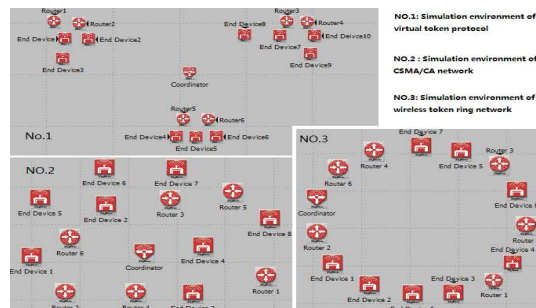 Router1
Router2
End Device1
End Device2
End Device3
Router3
End Device8
Router4
End Device7
End Deivce10
End Device9
Coordinator
Router5
Router6
End Device4
End Device5
End Device6
No.1
NO.1: Simulation environment of
virtual token protocol
NO.2 : Simulation environment of
CSMA/CA network
NO.3: Simulation environment of
wireless token ring network
NO.2
End Device 6
End Device 7
End Device 5
End Device 2
Router 3
Router 5
End Device 8
Router 6
End Device 4
End Device 1
Coordinator
Router 1
NO.3
End Device 7
Router 4
End Device 5
Router 3
Router 6
Coordinator
End Device
Router 2
Router
End Device 4
End Device 1
End Device 3
Router 1
End Device 2